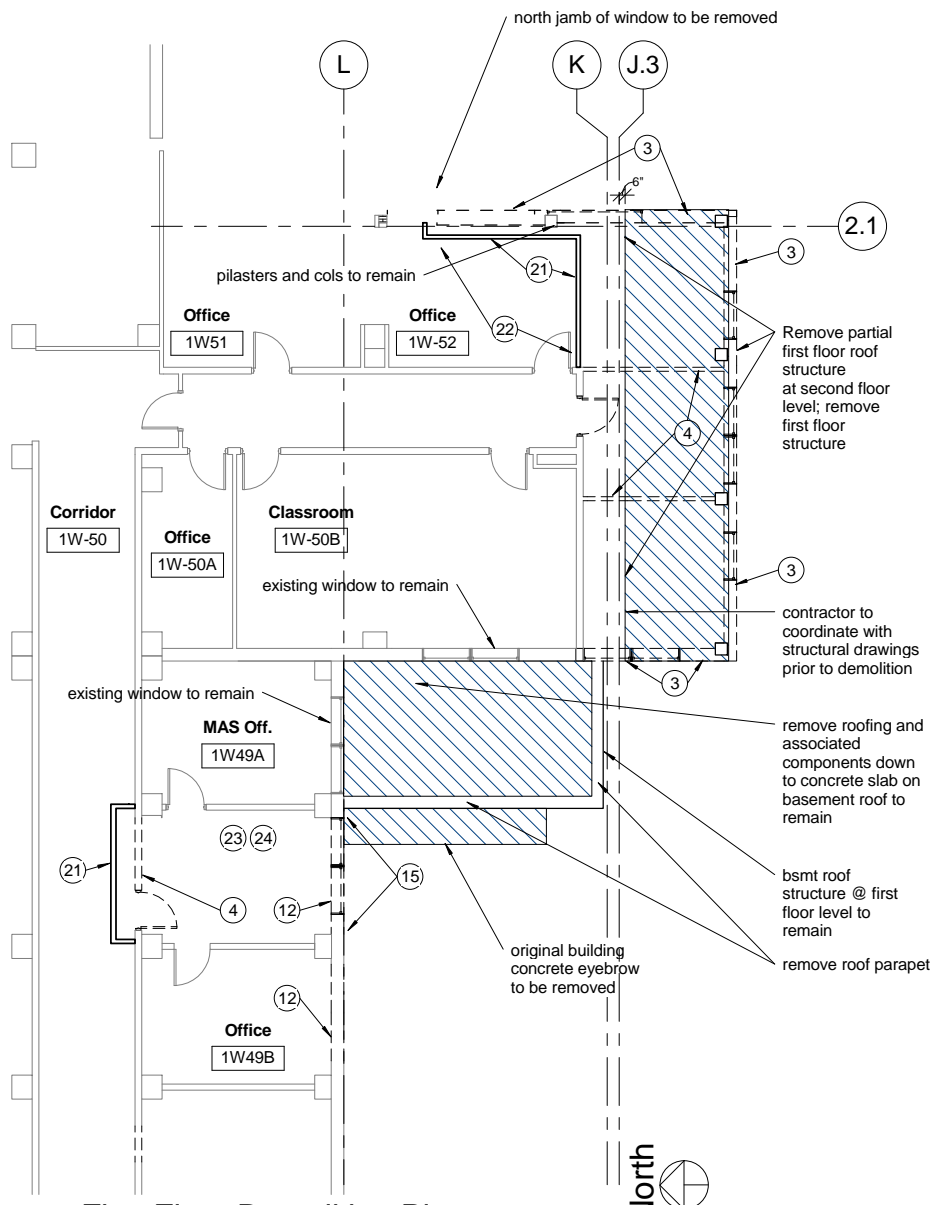 north jamb of window to be removed
L
K
J.3
3
6"
2.1
3
pilasters and cols to remain
21
22
Office
1W51
Office
1W-52
Remove partial
first floor roof
structure
at second floor
level; remove
first floor
structure
4
Corridor
1W-50
Office
1W-50A
Classroom
1W-50B
existing window to remain
3
contractor to
coordinate with
structural drawings
prior to demolition
3
existing window to remain
MAS Off.
1W49A
remove roofing and
associated
components down
to concrete slab on
basement roof to
remain
23
24
21
15
4
12
bsmt roof
structure @ first
floor level to
remain
original building
concrete eyebrow
to be removed
remove roof parapet
12
Office
1W49B
North